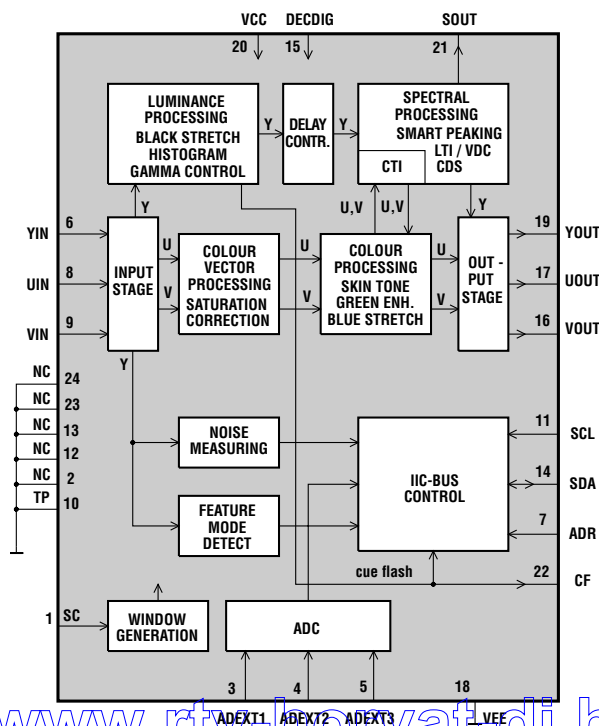 VCC DECDIG SOUT
20 15 21
LUMINANCE
PROCESSING
BLACK STRETCH
HISTOGRAM
GAMMA CONTROL
Y
DELAY
CONTR.
Y
SPECTRAL
PROCESSING
SMART PEAKING
LTI / VDC
CDS
CTI
Y
U,V U,V
Y
YIN 6
UIN 8
VIN 9
INPUT
STAGE
U
V
COLOUR
VECTOR
PROCESSING
SATURATION
CORRECTION
U
V
COLOUR
PROCESSING
SKIN TONE
GREEN ENH.
BLUE STRETCH
U
V
OUT -
PUT
STAGE
19 YOUT
17 UOUT
16 VOUT
Y
NC 24
NC 23
NC 13
NC 12
NC 2
TP 10
NOISE
MEASURING
FEATURE
MODE
DETECT
IIC-BUS
CONTROL
11 SCL
14 SDA
7 ADR
cue flash
22 CF
1 SC
WINDOW
GENERATION
ADC
3 4 5 18
ADEXT1 ADEXT2 ADEXT3 VEE